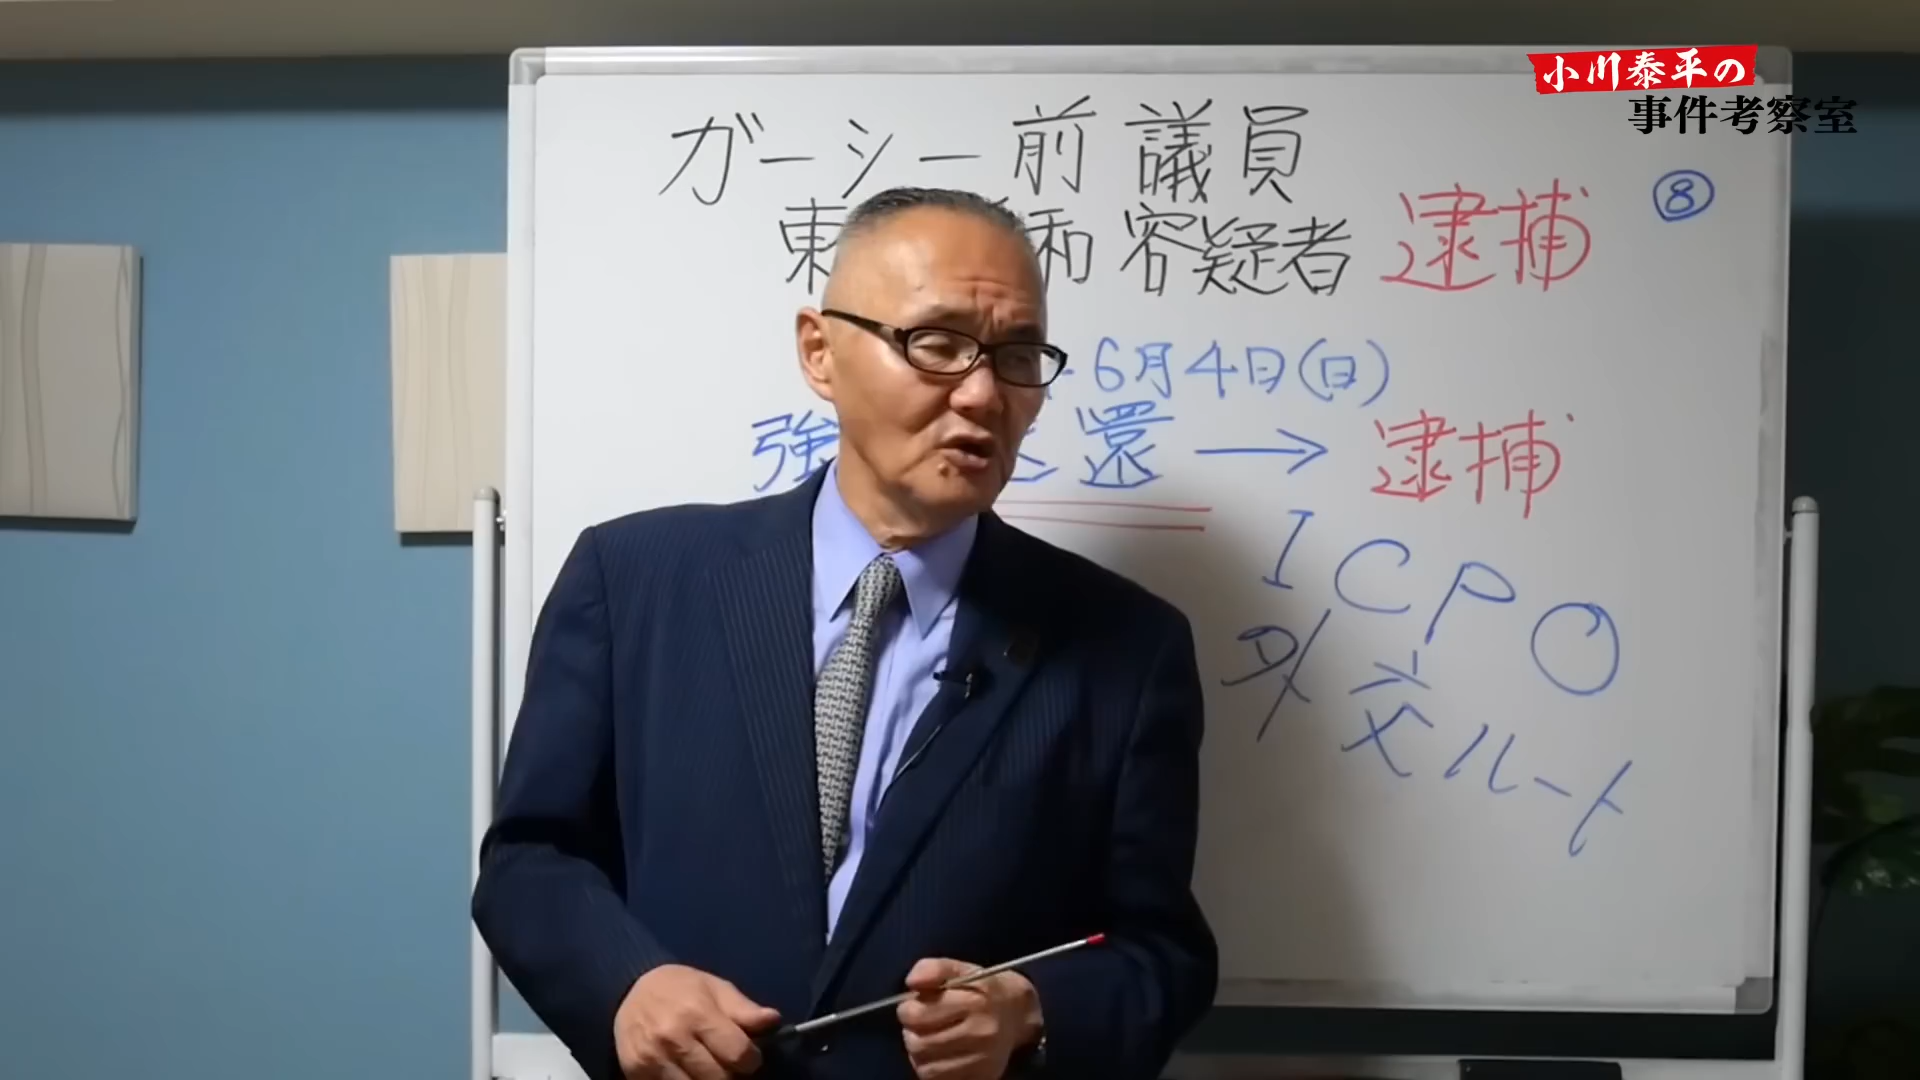 小川泰平の
事件考察室
ガーシー前議員
⑧
東 和容疑者 逮捕
6月4日(日)
強 還 → 逮捕
ICPO
外交ルート